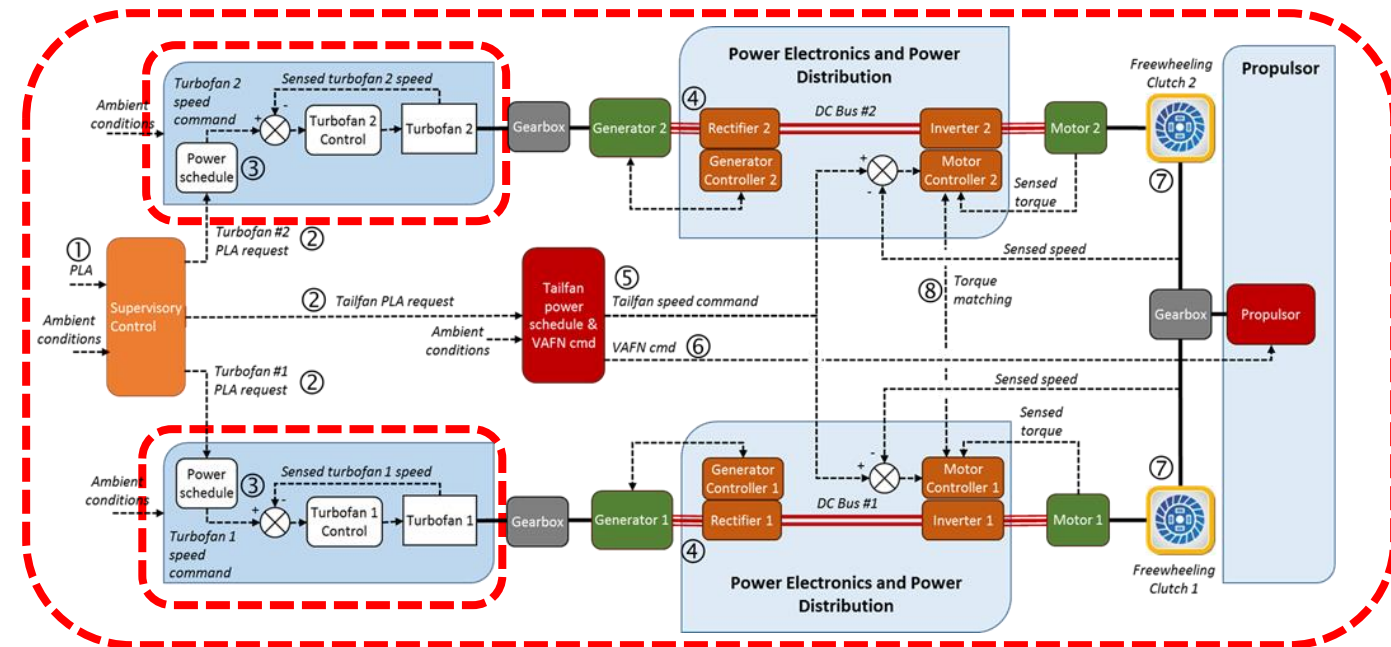 Power Electronics and Power
Distribution
Freewheeling
Clutch 2
Propulsor
Ambient
conditions
Turbofan 2
speed
command
Sensed turbofan 2 speed
-
+
Turbofan 2
Control
Turbofan 2
Power
schedule
③
Gearbox
Generator 2
④
Rectifier 2
Generator
Controller 2
DC Bus #2
Inverter 2
Motor
Controller 2
+
-
Motor 2
Sensed
torque
⑦
Sensed speed
Turbofan #2
PLA request
②
①
PLA
Supervisory
Control
Ambient
conditions
②
Tailfan PLA request
Ambient
conditions
Tailfan
power
schedule &
VAFN cmd
⑤
Tailfan speed command
VAFN cmd
⑥
⑧
Torque
matching
Gearbox
Propulsor
Turbofan #1
PLA request
②
Sensed speed
Ambient
conditions
Power
schedule
③
Sensed turbofan 1 speed
-
+
Turbofan 1
Control
Turbofan 1
Turbofan 1
speed
command
Gearbox
Generator 1
④
Generator
Controller 1
Rectifier 1
DC Bus #1
-
+
Motor
Controller 1
Inverter 1
Sensed
torque
Motor 1
⑦
Freewheeling
Clutch 1
Power Electronics and Power
Distribution